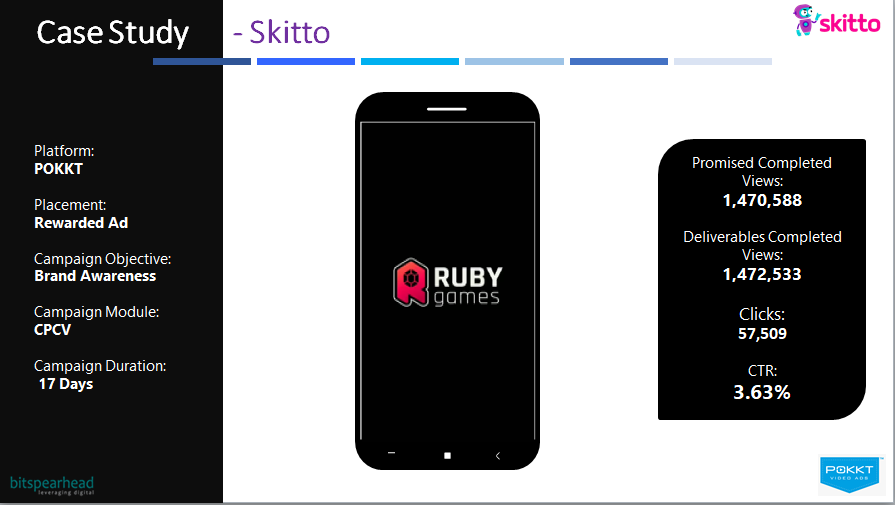 Case Study - Skitto
skitto
Platform:
POKKT
Placement:
Rewarded Ad
Campaign Objective:
Brand Awareness
Campaign Module:
CPCV
Campaign Duration:
17 Days
RUBY
games
Promised Completed
Views:
1,470,588
Deliverables Completed
Views:
1,472,533
Clicks:
57,509
CTR:
3.63%
bitspearhead
leveraging digital
POKKT
VIDEO ADS